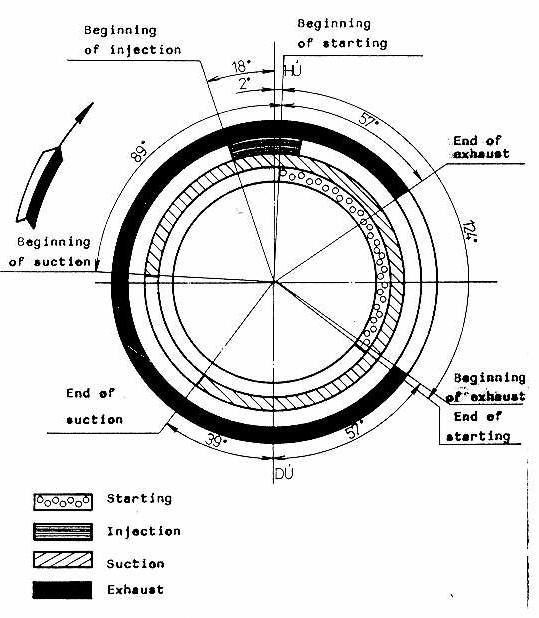 Beginning
of injection
Beginning
of starting
18°
HÚ
2°
57°
89°
End of
exhaust
124°
Beginning
of suction
Beginning
of exhaust
End of
starting
End of
suction
39°
57°
DÚ
Starting
Injection
Suction
Exhaust